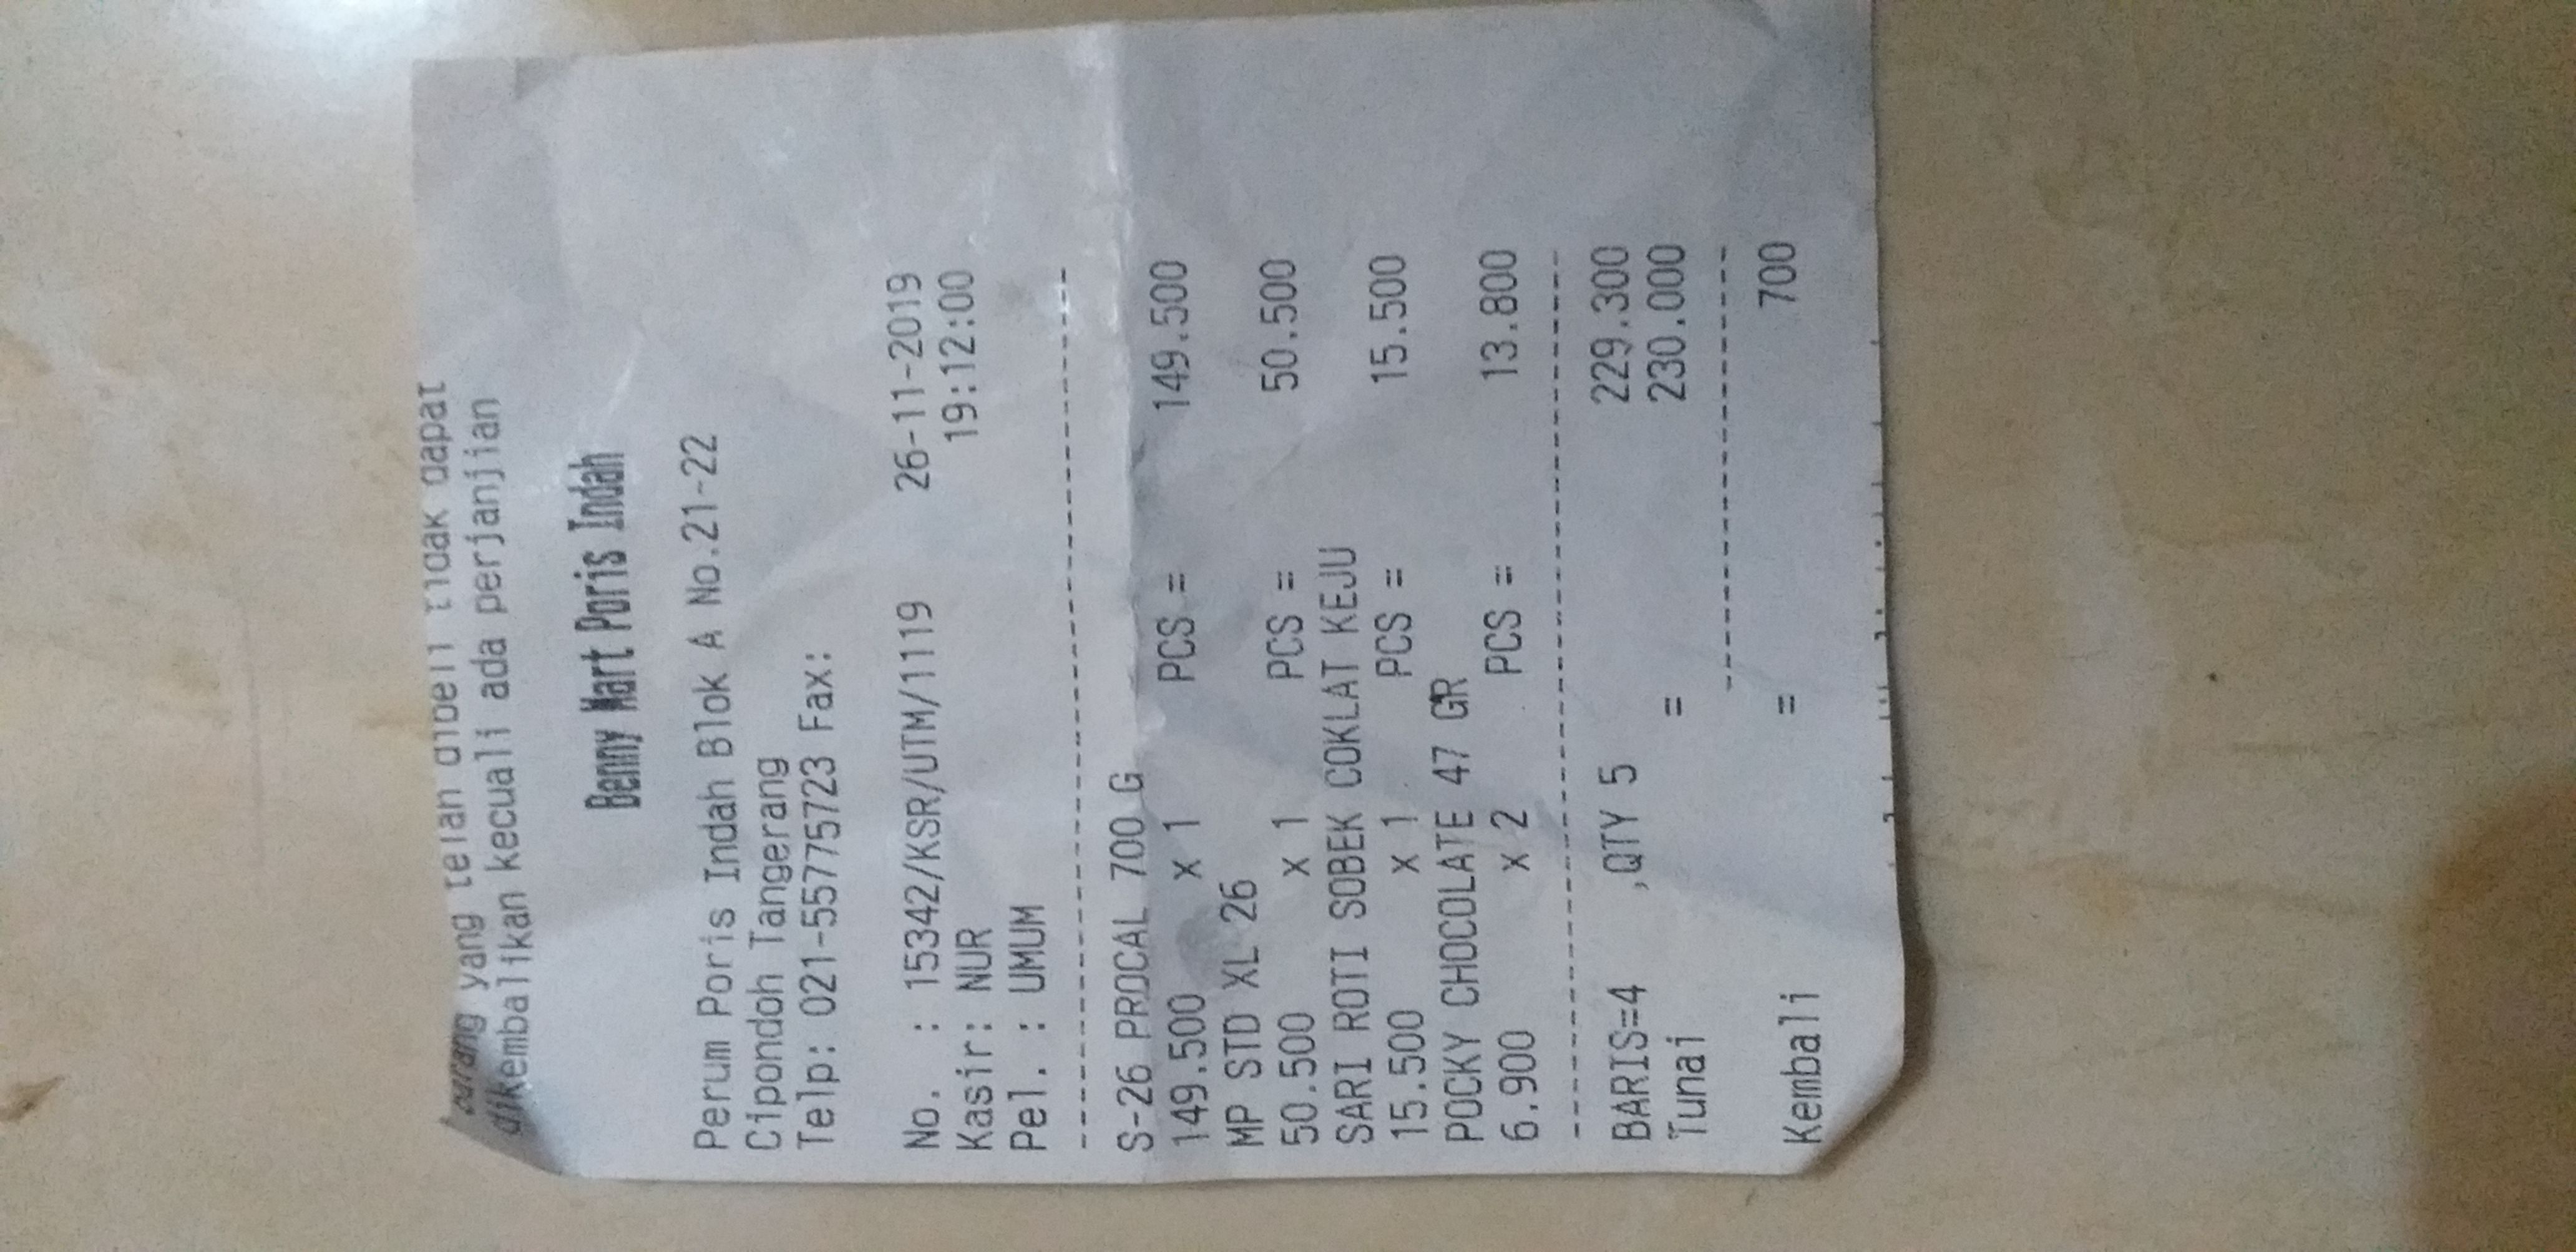 barang yang telah dibeli tidak dapat
dikembalikan kecuali ada perjanjian
Benny Mart Poris Indah
Perum Poris Indah Blok A No.21-22
Cipondoh Tangerang
Telp: 021-55775723 Fax:
No.  : 15342/KSR/UTM/1119 26-11-2019
Kasir: NUR 19:12:00
Pel. : UMUM
S-26 PROCAL 700 G
149.500 x 1 PCS = 149.500
MP STD XL 26
50.500 x 1 PCS = 50.500
SARI ROTI SOBEK COKLAT KEJU
15.500 x 1 PCS = 15.500
POCKY CHOCOLATE 47 GR
6.900 x 2 PCS = 13.800
BARIS=4 ,QTY 5 229.300
Tunai = 230.000
Kembali = 700